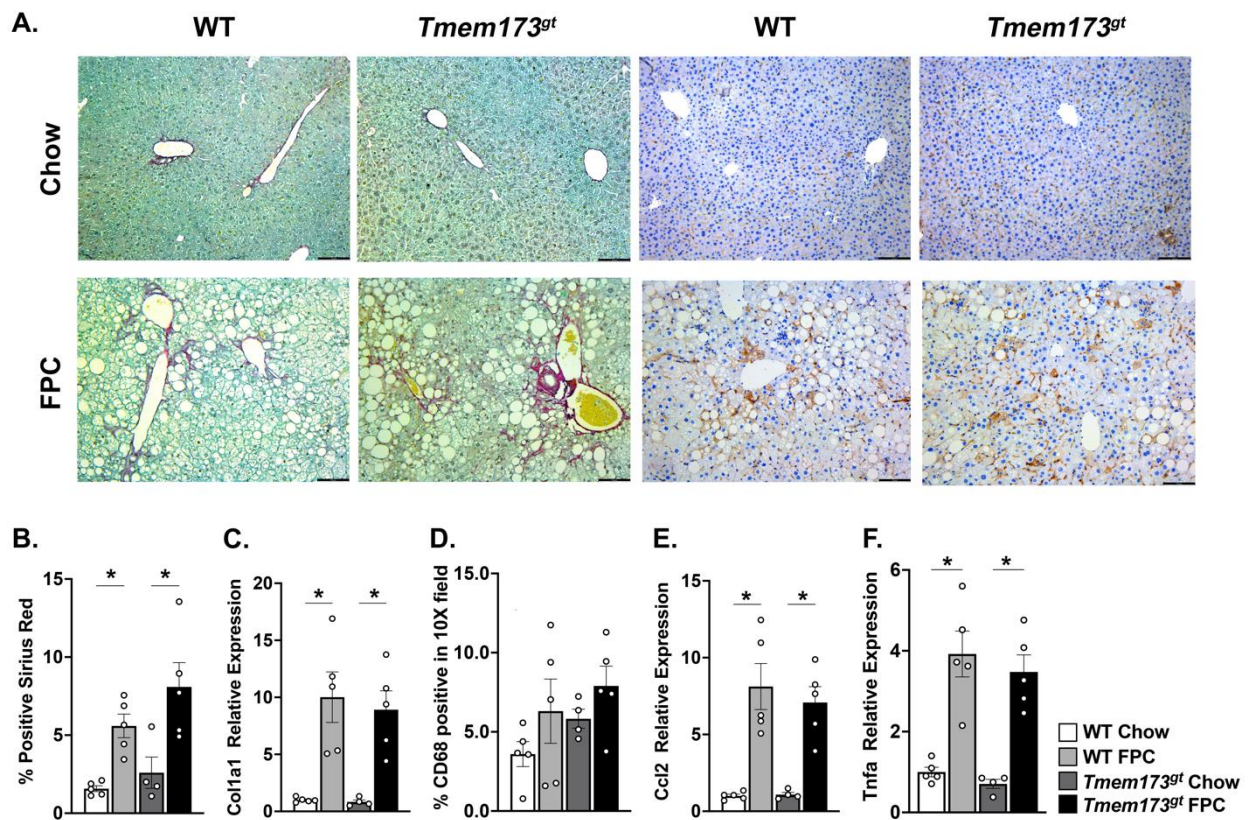 A.
WT Tmem173gt WT Tmem173gt
Chow
FPC
B.
% Positive Sirius Red
15
10
5
0
* *
C.
Col1a1 Relative Expression
20
15
10
5
0
* *
D.
% CD68 positive in 10X field
15.0
10.0
5.0
0.0
E.
Ccl2 Relative Expression
15
10
5
0
* *
F.
Tnfa Relative Expression
6
4
2
0
* *
WT Chow
WT FPC
Tmem173gt Chow
Tmem173gt FPC